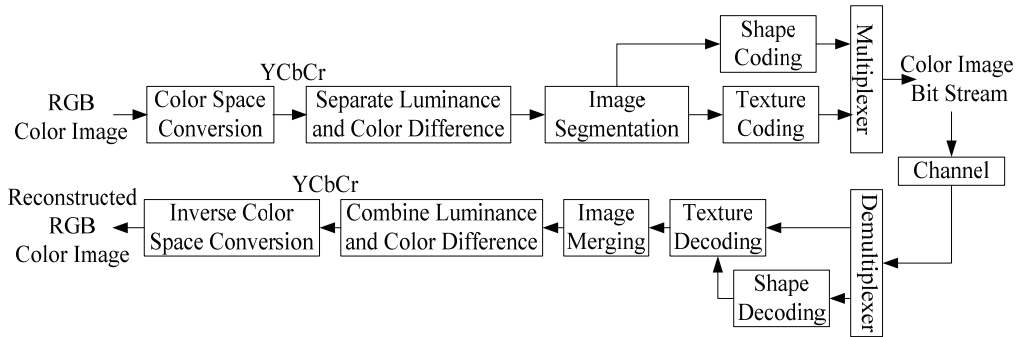 RGB
Color Image
Color Space
Conversion
YCbCr
Separate Luminance
and Color Difference
Image
Segmentation
Shape
Coding
Texture
Coding
Multiplexer
Color Image
Bit Stream
Channel
Demultiplexer
Shape
Decoding
Texture
Decoding
Image
Merging
Combine Luminance
and Color Difference
YCbCr
Inverse Color
Space Conversion
Reconstructed
RGB
Color Image